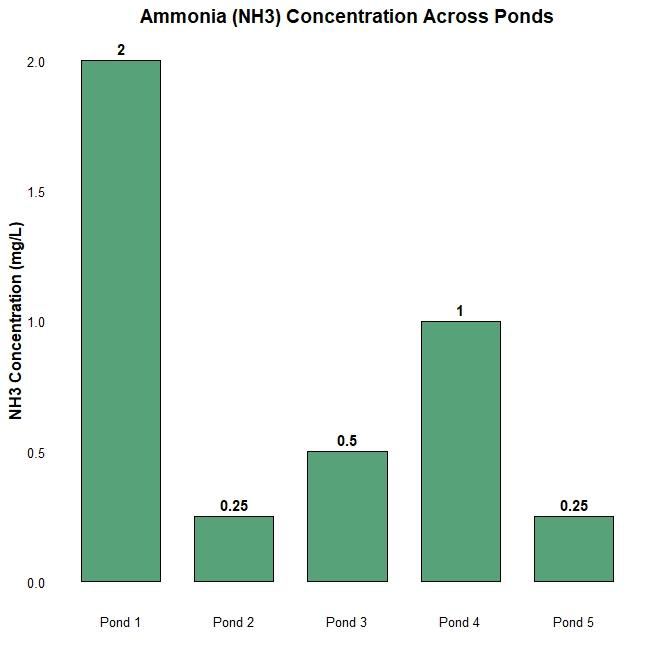 Ammonia (NH3) Concentration Across Ponds
NH3 Concentration (mg/L)
2.0
1.5
1.0
0.5
0.0
2
0.25
0.5
1
0.25
Pond 1
Pond 2
Pond 3
Pond 4
Pond 5